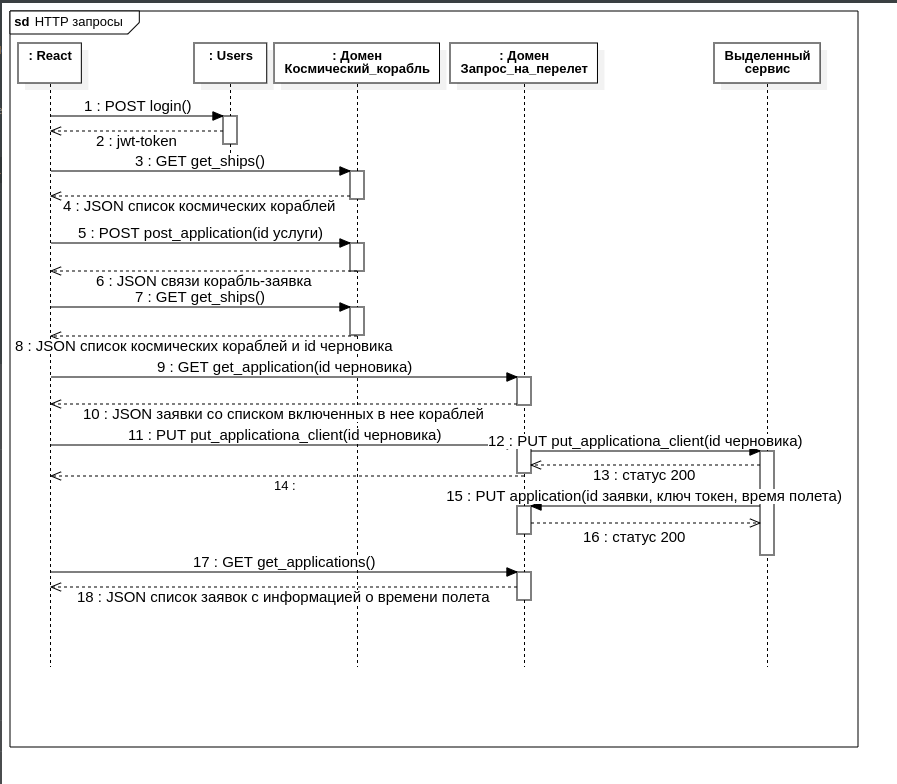 sd HTTP запросы
: React
: Users
: Домен
Космический_корабль
: Домен
Запрос_на_перелет
Выделенный
сервис
1 : POST login()
2 : jwt-token
3 : GET get_ships()
4 : JSON список космических кораблей
5 : POST post_application(id услуги)
6 : JSON связи корабль-заявка
7 : GET get_ships()
8 : JSON список космических кораблей и id черновика
9 : GET get_application(id черновика)
10 : JSON заявки со списком включенных в нее кораблей
11 : PUT put_applicationa_client(id черновика)
12 : PUT put_applicationa_client(id черновика)
13 : статус 200
14 :
15 : PUT application(id заявки, ключ токен, время полета)
16 : статус 200
17 : GET get_applications()
18 : JSON список заявок с информацией о времени полета